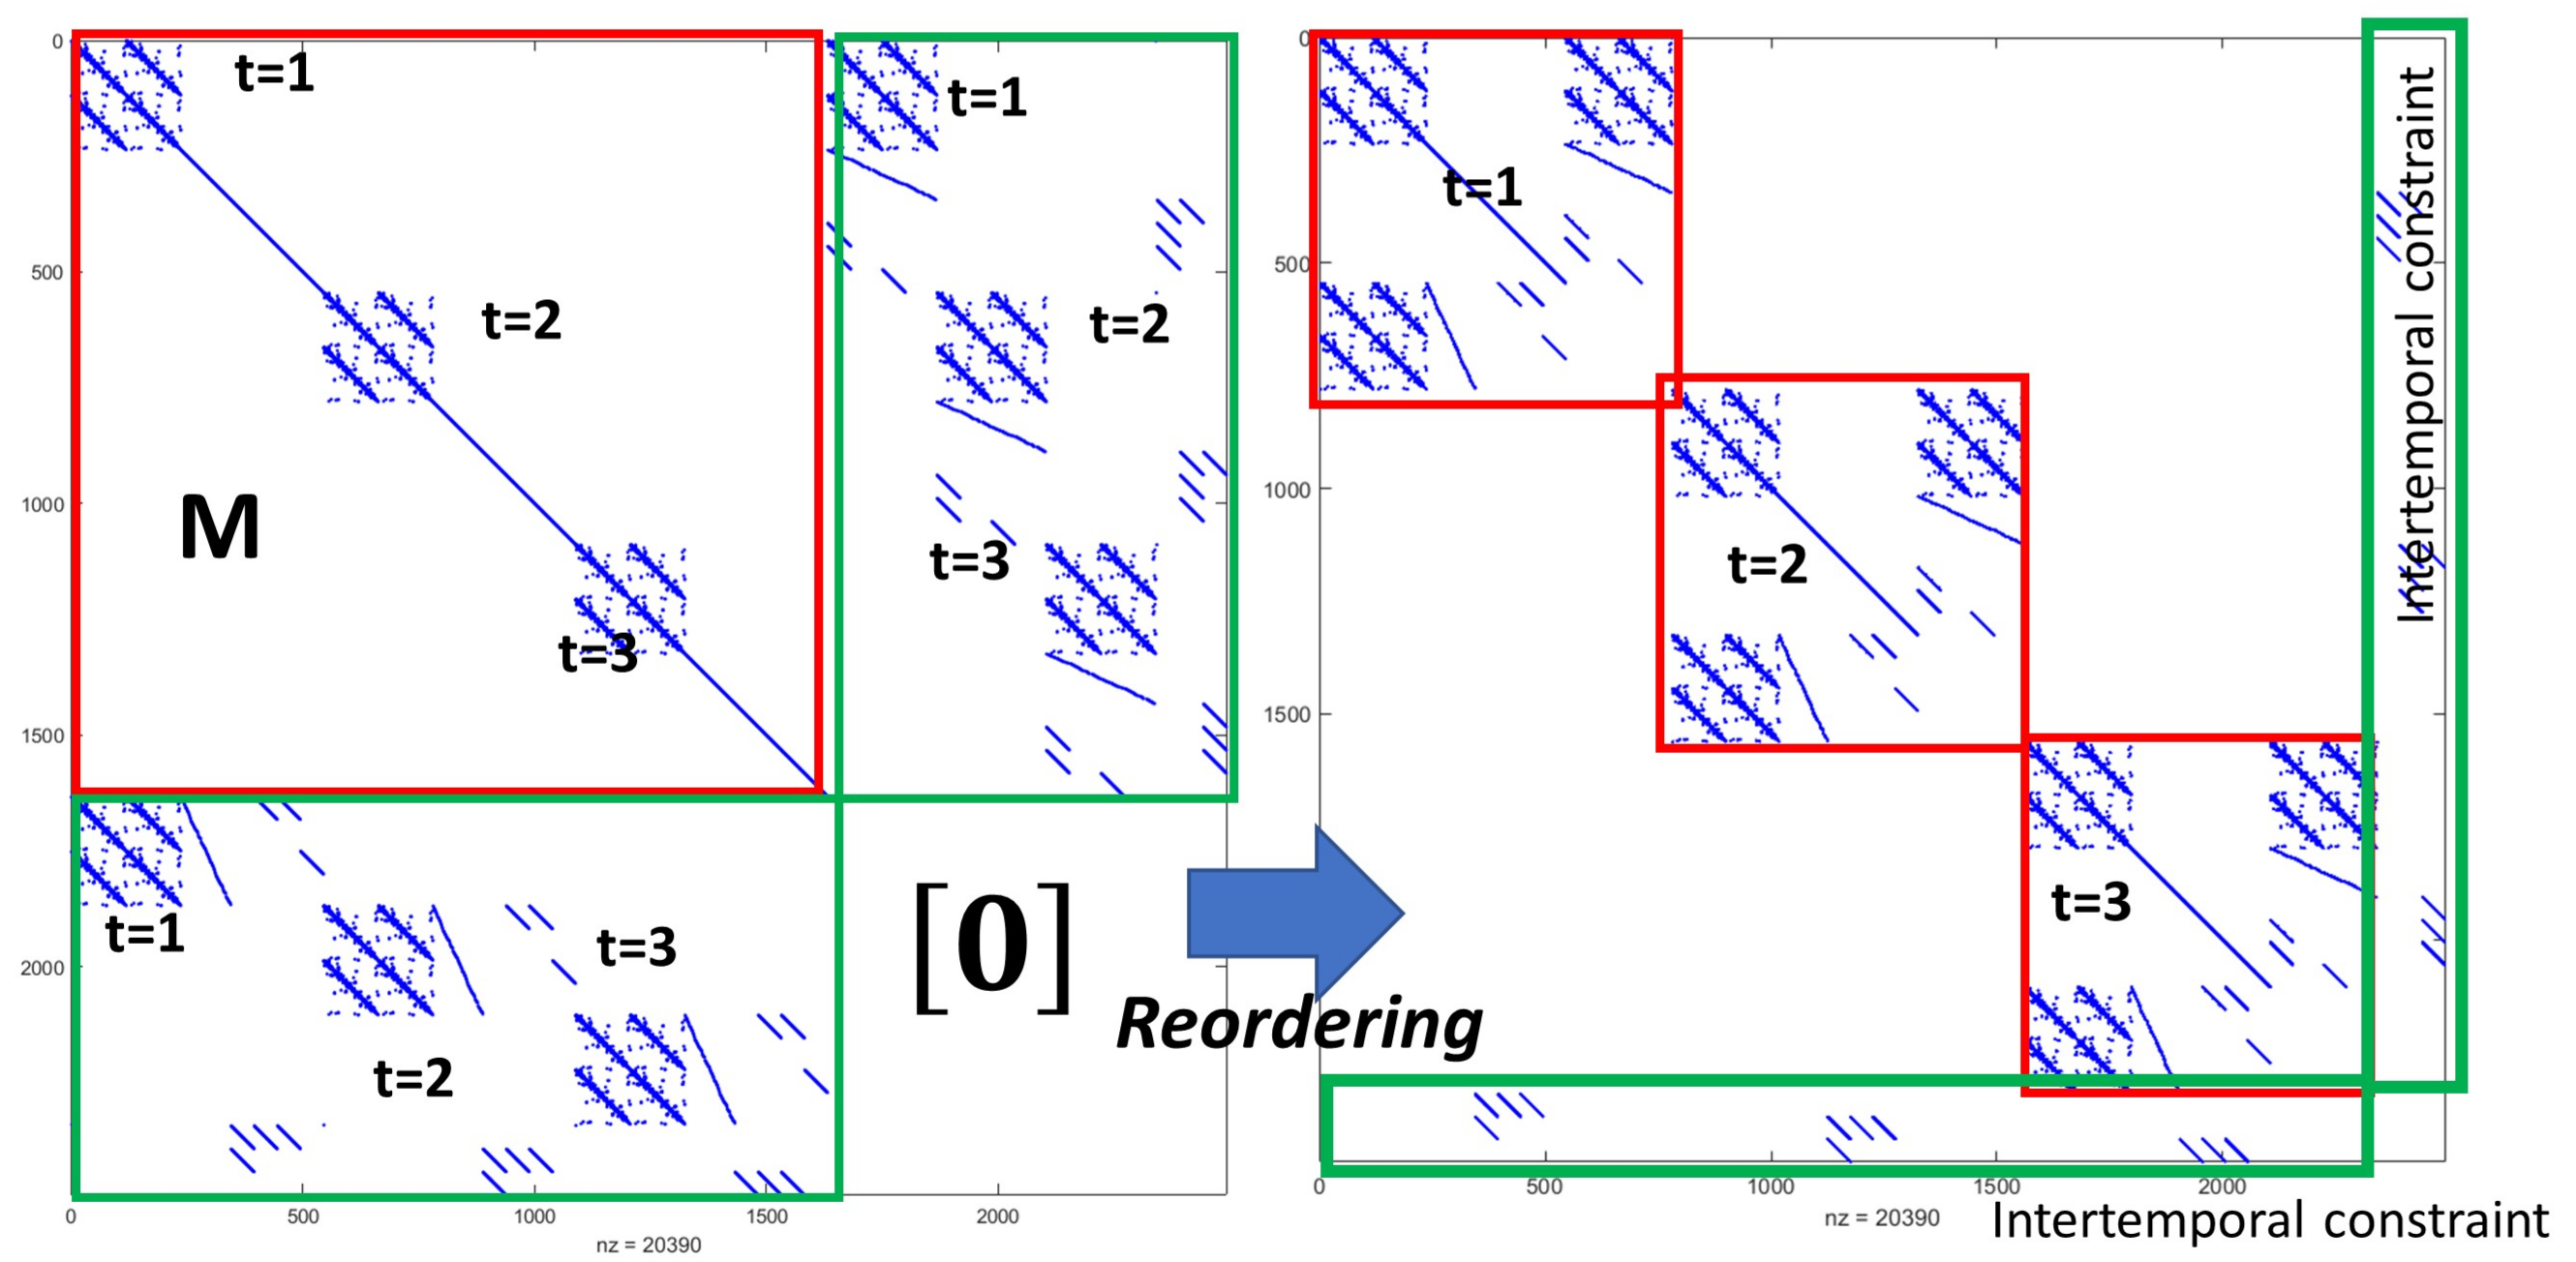 0
500
1000
1500
2000
t=1
t=2
M
t=3
t=1
t=2
t=3
t=1
t=3
t=2
[0]
0
500
1000
1500
2000
nz = 20390
Reordering
0
500
1000
1500
t=1
t=2
t=3
Intertemporal constraint
0
500
1000
1500
2000
nz = 20390
Intertemporal constraint